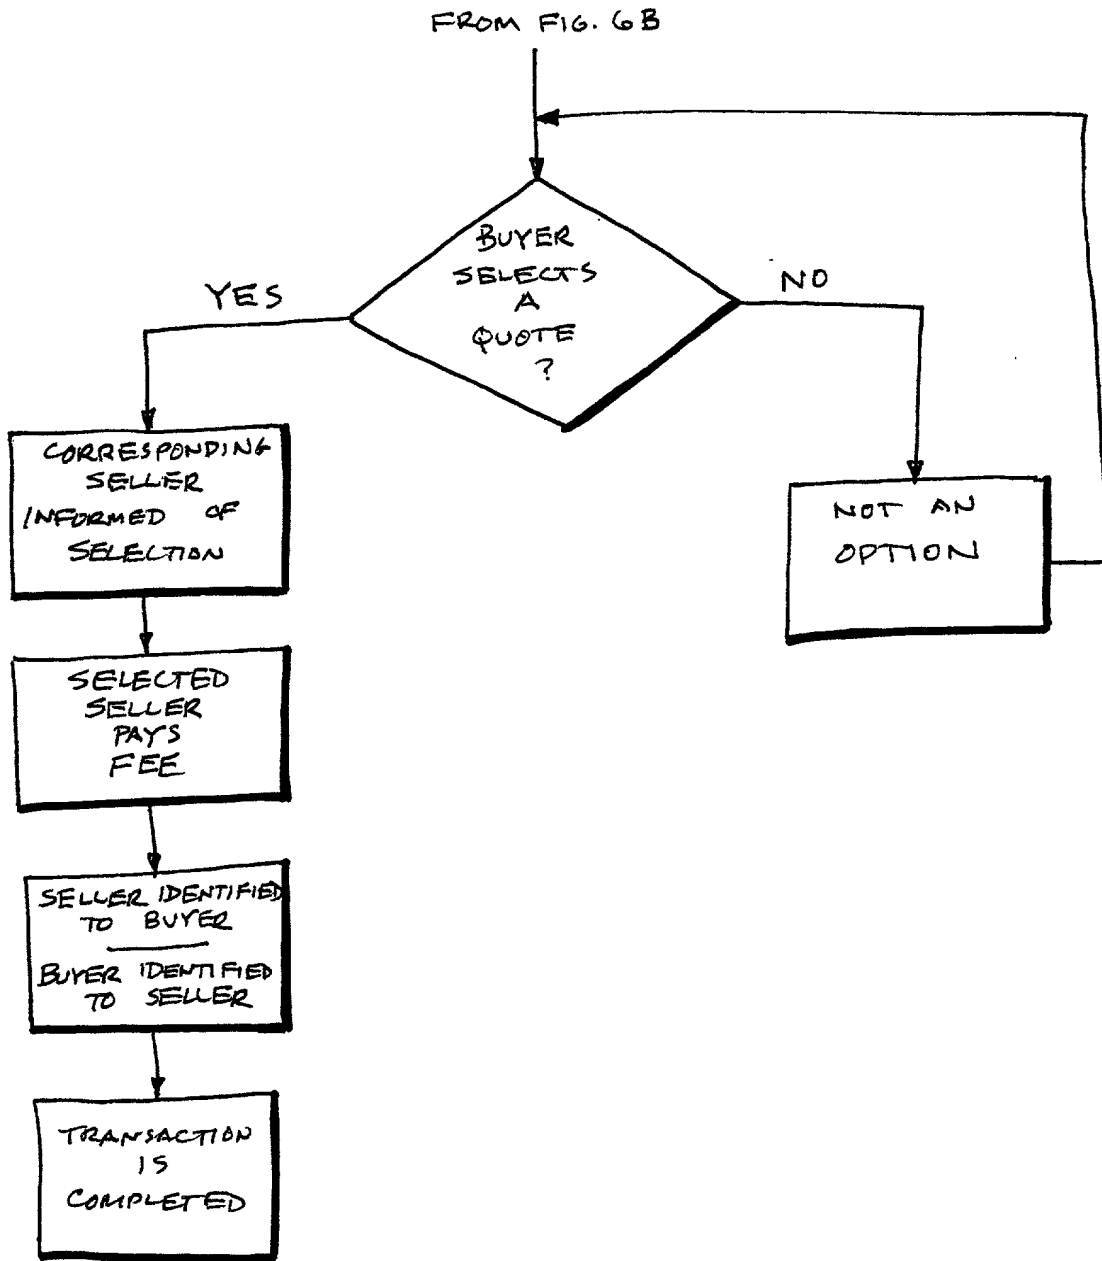 FROM FIG. 6B
BUYER
SELECTS
A
QUOTE
?
YES
NO
CORRESPONDING
SELLER
INFORMED OF
SELECTION
NOT AN
OPTION
SELECTED
SELLER
PAYS
FEE
SELLER IDENTIFIED
TO BUYER
BUYER IDENTIFIED
TO SELLER
TRANSACTION
IS
COMPLETED